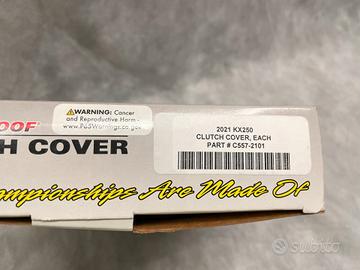 WARNING: Cancer
and Reproductive Harm -
www.P65Warnings.ca.gov
OOF
H COVER
2021 KX250
CLUTCH COVER, EACH
PART # C557-2101
ampionships Are Made Of
subito